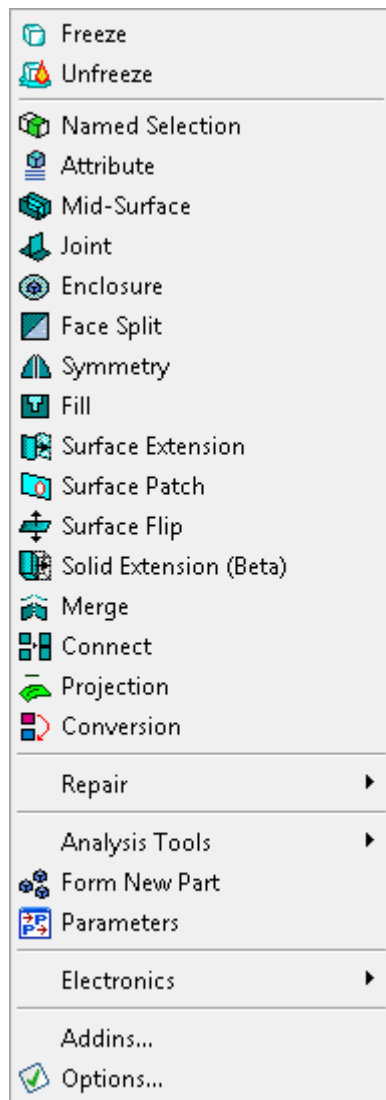 Freeze
Unfreeze
Named Selection
Attribute
Mid-Surface
Joint
Enclosure
Face Split
Symmetry
Fill
Surface Extension
Surface Patch
Surface Flip
Solid Extension (Beta)
Merge
Connect
Projection
Conversion
Repair
Analysis Tools
Form New Part
Parameters
Electronics
Addins...
Options...